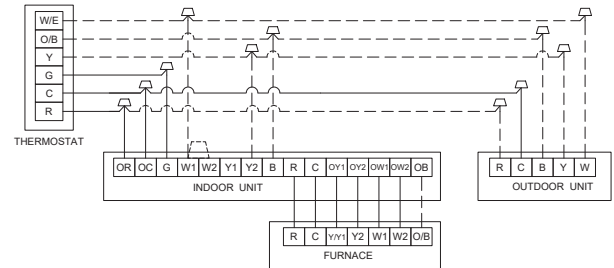 W/E
O/B
Y
G
C
R
THERMOSTAT
OR OC G W1 W2 Y1 Y2 B R C OY1 OY2 OW1 OW2 OB
INDOOR UNIT
R C B Y W
OUTDOOR UNIT
R C Y/Y1 Y2 W1 W2 O/B
FURNACE